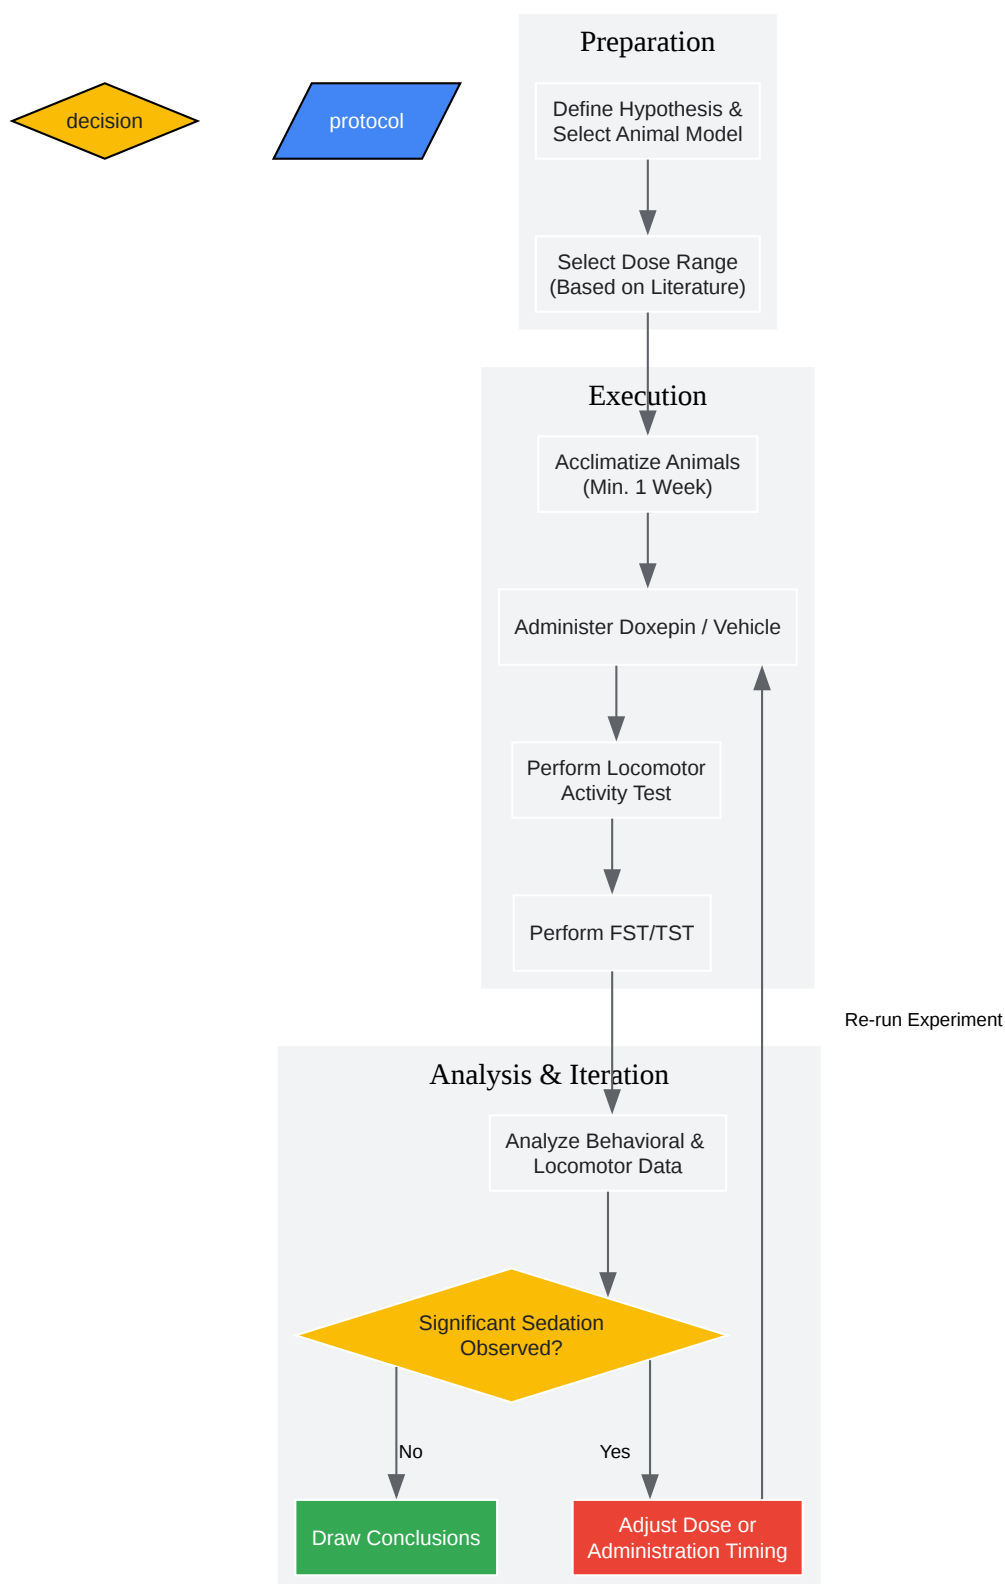 Preparation
decision
protocol
Define Hypothesis &
Select Animal Model
Select Dose Range
(Based on Literature)
Execution
Acclimatize Animals
(Min. 1 Week)
Administer Doxepin / Vehicle
Perform Locomotor
Activity Test
Perform FST/TST
Re-run Experiment
Analysis & Iteration
Analyze Behavioral &
Locomotor Data
Significant Sedation
Observed?
No
Yes
Draw Conclusions
Adjust Dose or
Administration Timing